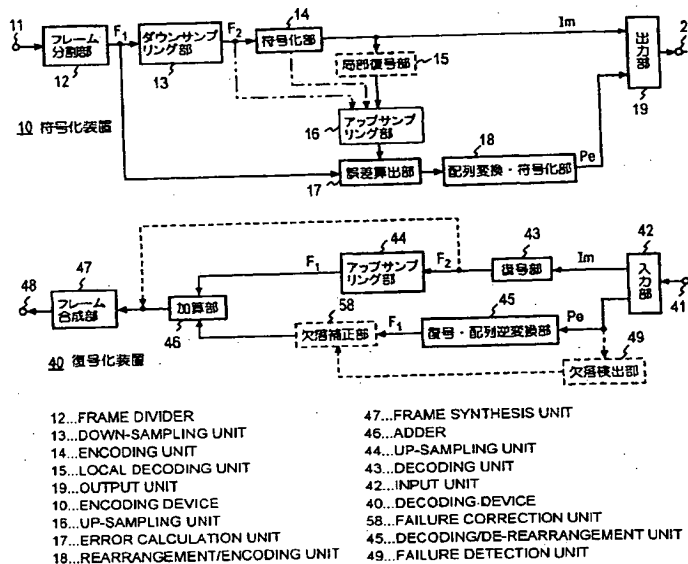 11
フレーム
分割部
12
F₁
ダウンサンプ
リング部
13
F₂
14
符号化部
Im
局部復号部
15
アップサンプ
リング部
16
誤差算出部
17
18
配列変換・符号化部
Pe
出力部
19
2
10 符号化装置
48
47
フレーム
合成部
加算部
46
F₁
44
アップサンプ
リング部
F₂
43
復号部
Im
42
入力部
41
58
欠落補正部
F₁
45
復号・配列逆変換部
Pe
49
欠落検出部
40 復号化装置
12...FRAME DIVIDER
13...DOWN-SAMPLING UNIT
14...ENCODING UNIT
15...LOCAL DECODING UNIT
19...OUTPUT UNIT
10...ENCODING DEVICE
16...UP-SAMPLING UNIT
17...ERROR CALCULATION UNIT
18...REARRANGEMENT/ENCODING UNIT
47...FRAME SYNTHESIS UNIT
46...ADDER
44...UP-SAMPLING UNIT
43...DECODING UNIT
42...INPUT UNIT
40...DECODING DEVICE
58...FAILURE CORRECTION UNIT
45...DECODING/DE-REARRANGEMENT UNIT
49...FAILURE DETECTION UNIT